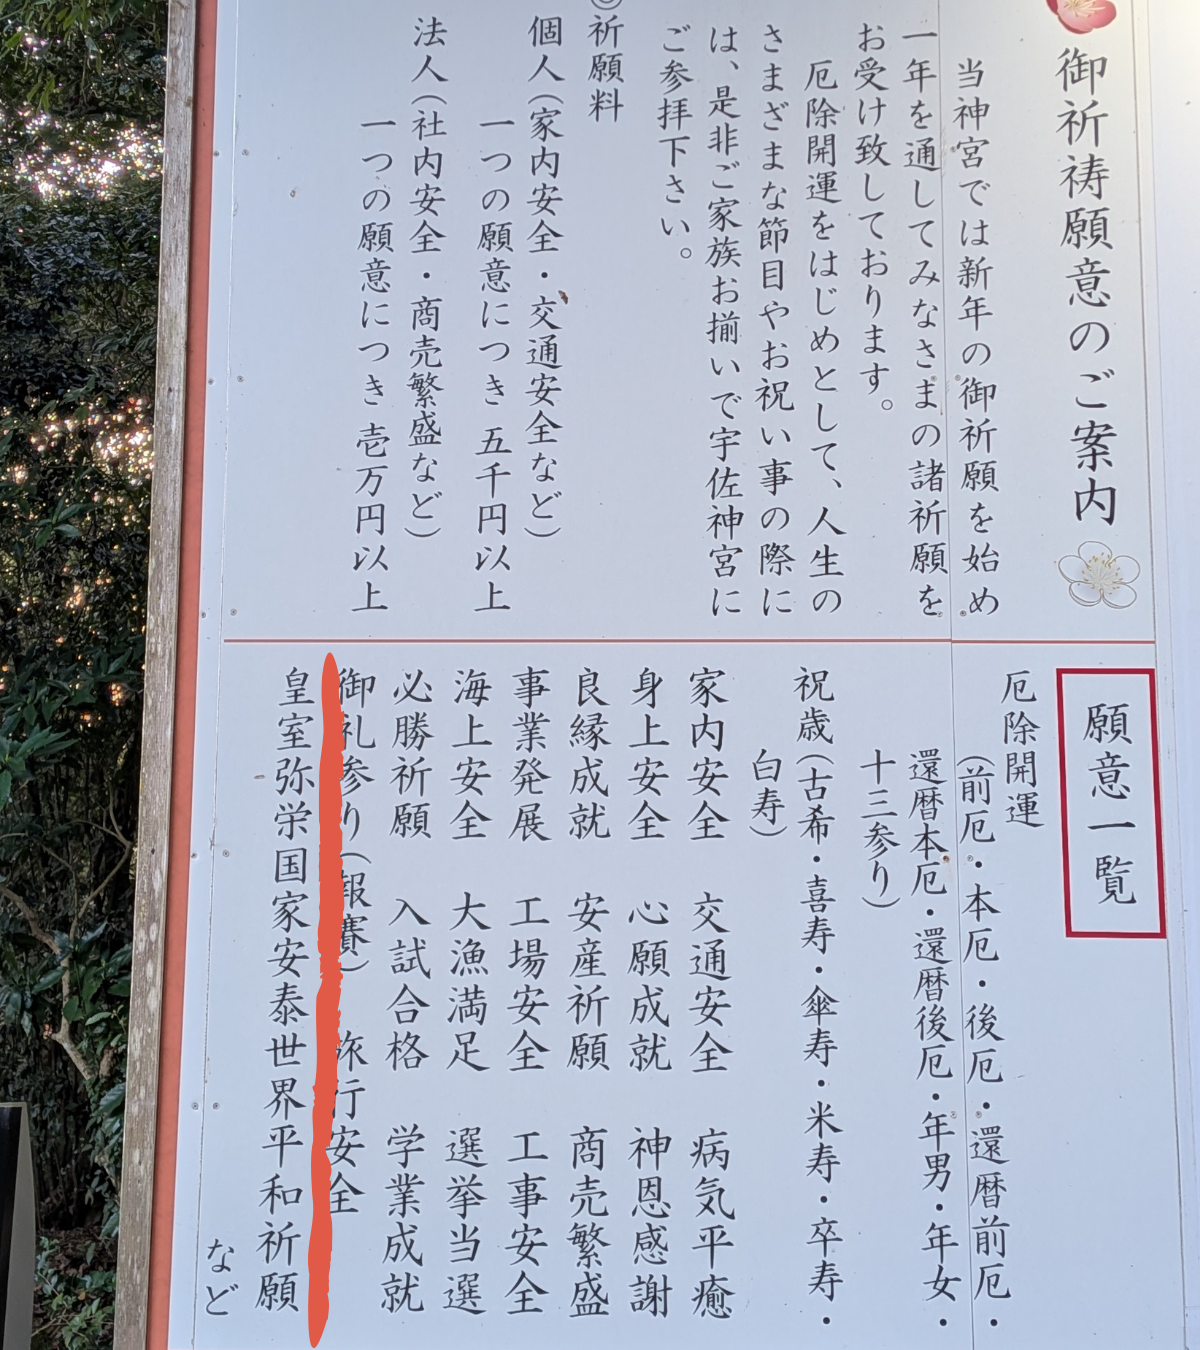 御祈祷願意のご案内
当神宮では新年の御祈願を始め
一年を通してみなさまの諸祈願を
お受け致しております。
厄除開運をはじめとして、人生の
さまざまな節目やお祝い事の際に
は、是非ご家族お揃いで宇佐神宮に
ご参拝下さい。
◎祈願料
個人（家内安全・交通安全など）
一つの願意につき 五千円以上
法人（社内安全・商売繁盛など）
一つの願意につき 壱万円以上
願意一覧
厄除開運
（前厄・本厄・後厄・還暦前厄・
還暦本厄・還暦後厄・年男・年女・
十三参り）
祝歳（古希・喜寿・傘寿・米寿・卒寿・
白寿）
家内安全 交通安全 病気平癒
身上安全 心願成就 神恩感謝
良縁成就 安産祈願 商売繁盛
事業発展 工場安全 工事安全
海上安全 大漁満足 選挙当選
必勝祈願 入試合格 学業成就
御礼参り（報賽） 旅行安全
皇室弥栄国家安泰世界平和祈願
など